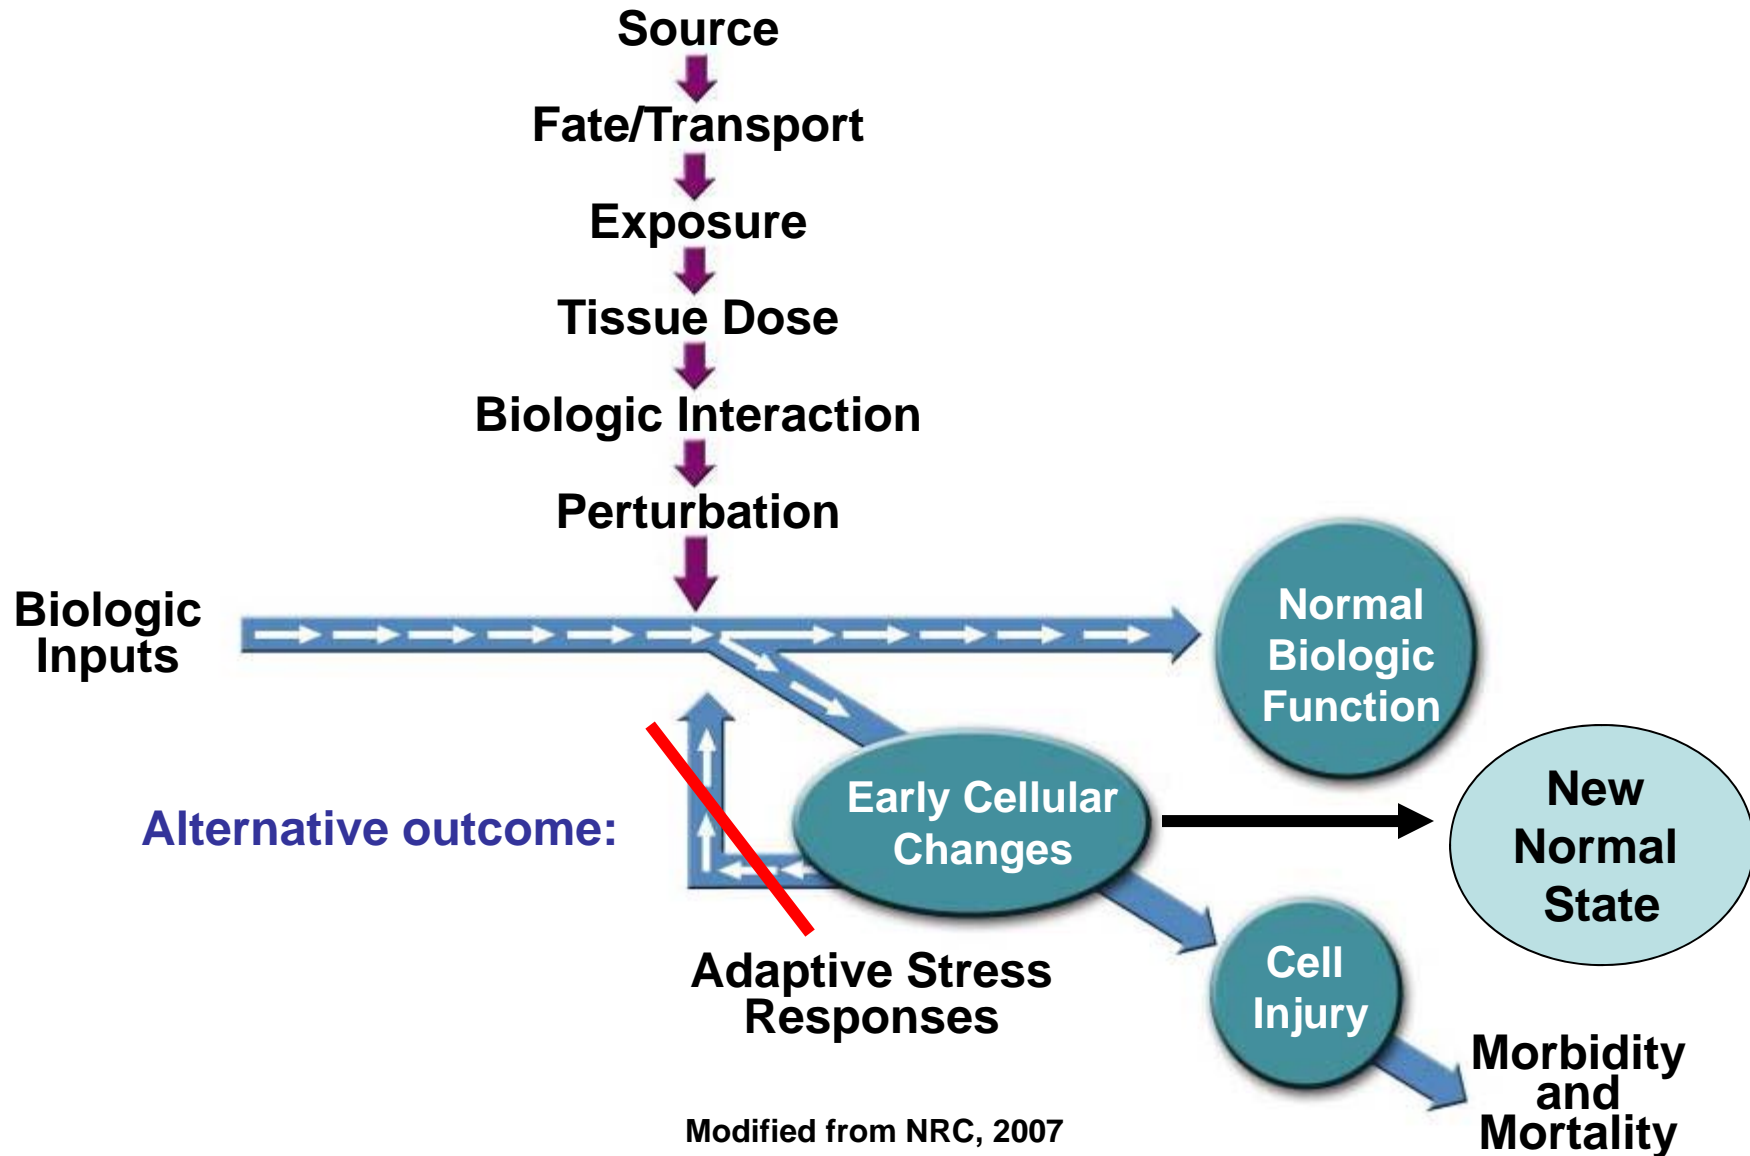 Source
Fate/Transport
Exposure
Tissue Dose
Biologic Interaction
Perturbation
Biologic
Inputs
Normal
Biologic
Function
Early Cellular
Changes
New
Normal
State
Alternative outcome:
Adaptive Stress
Responses
Cell
Injury
Morbidity
and
Mortality
Modified from NRC, 2007